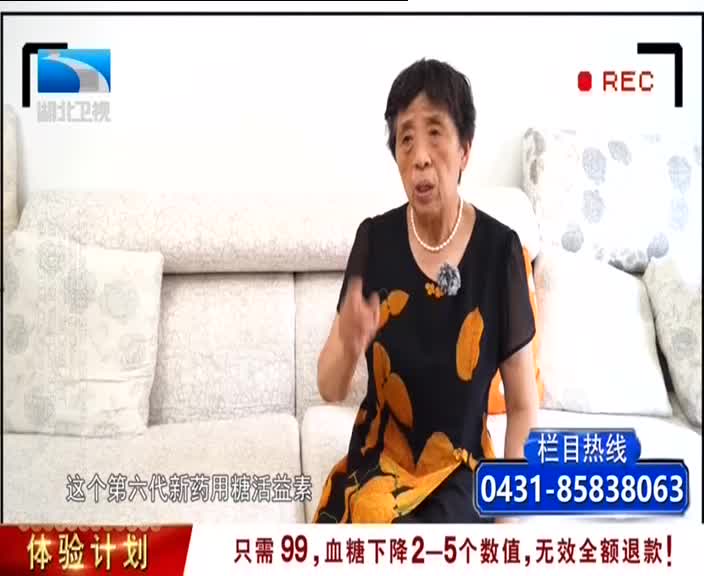 湖北卫视
REC
栏目热线
0431-85838063
这个第六代新药用糖活益素
体验计划
只需99,血糖下降2—5个数值,无效全额退款!